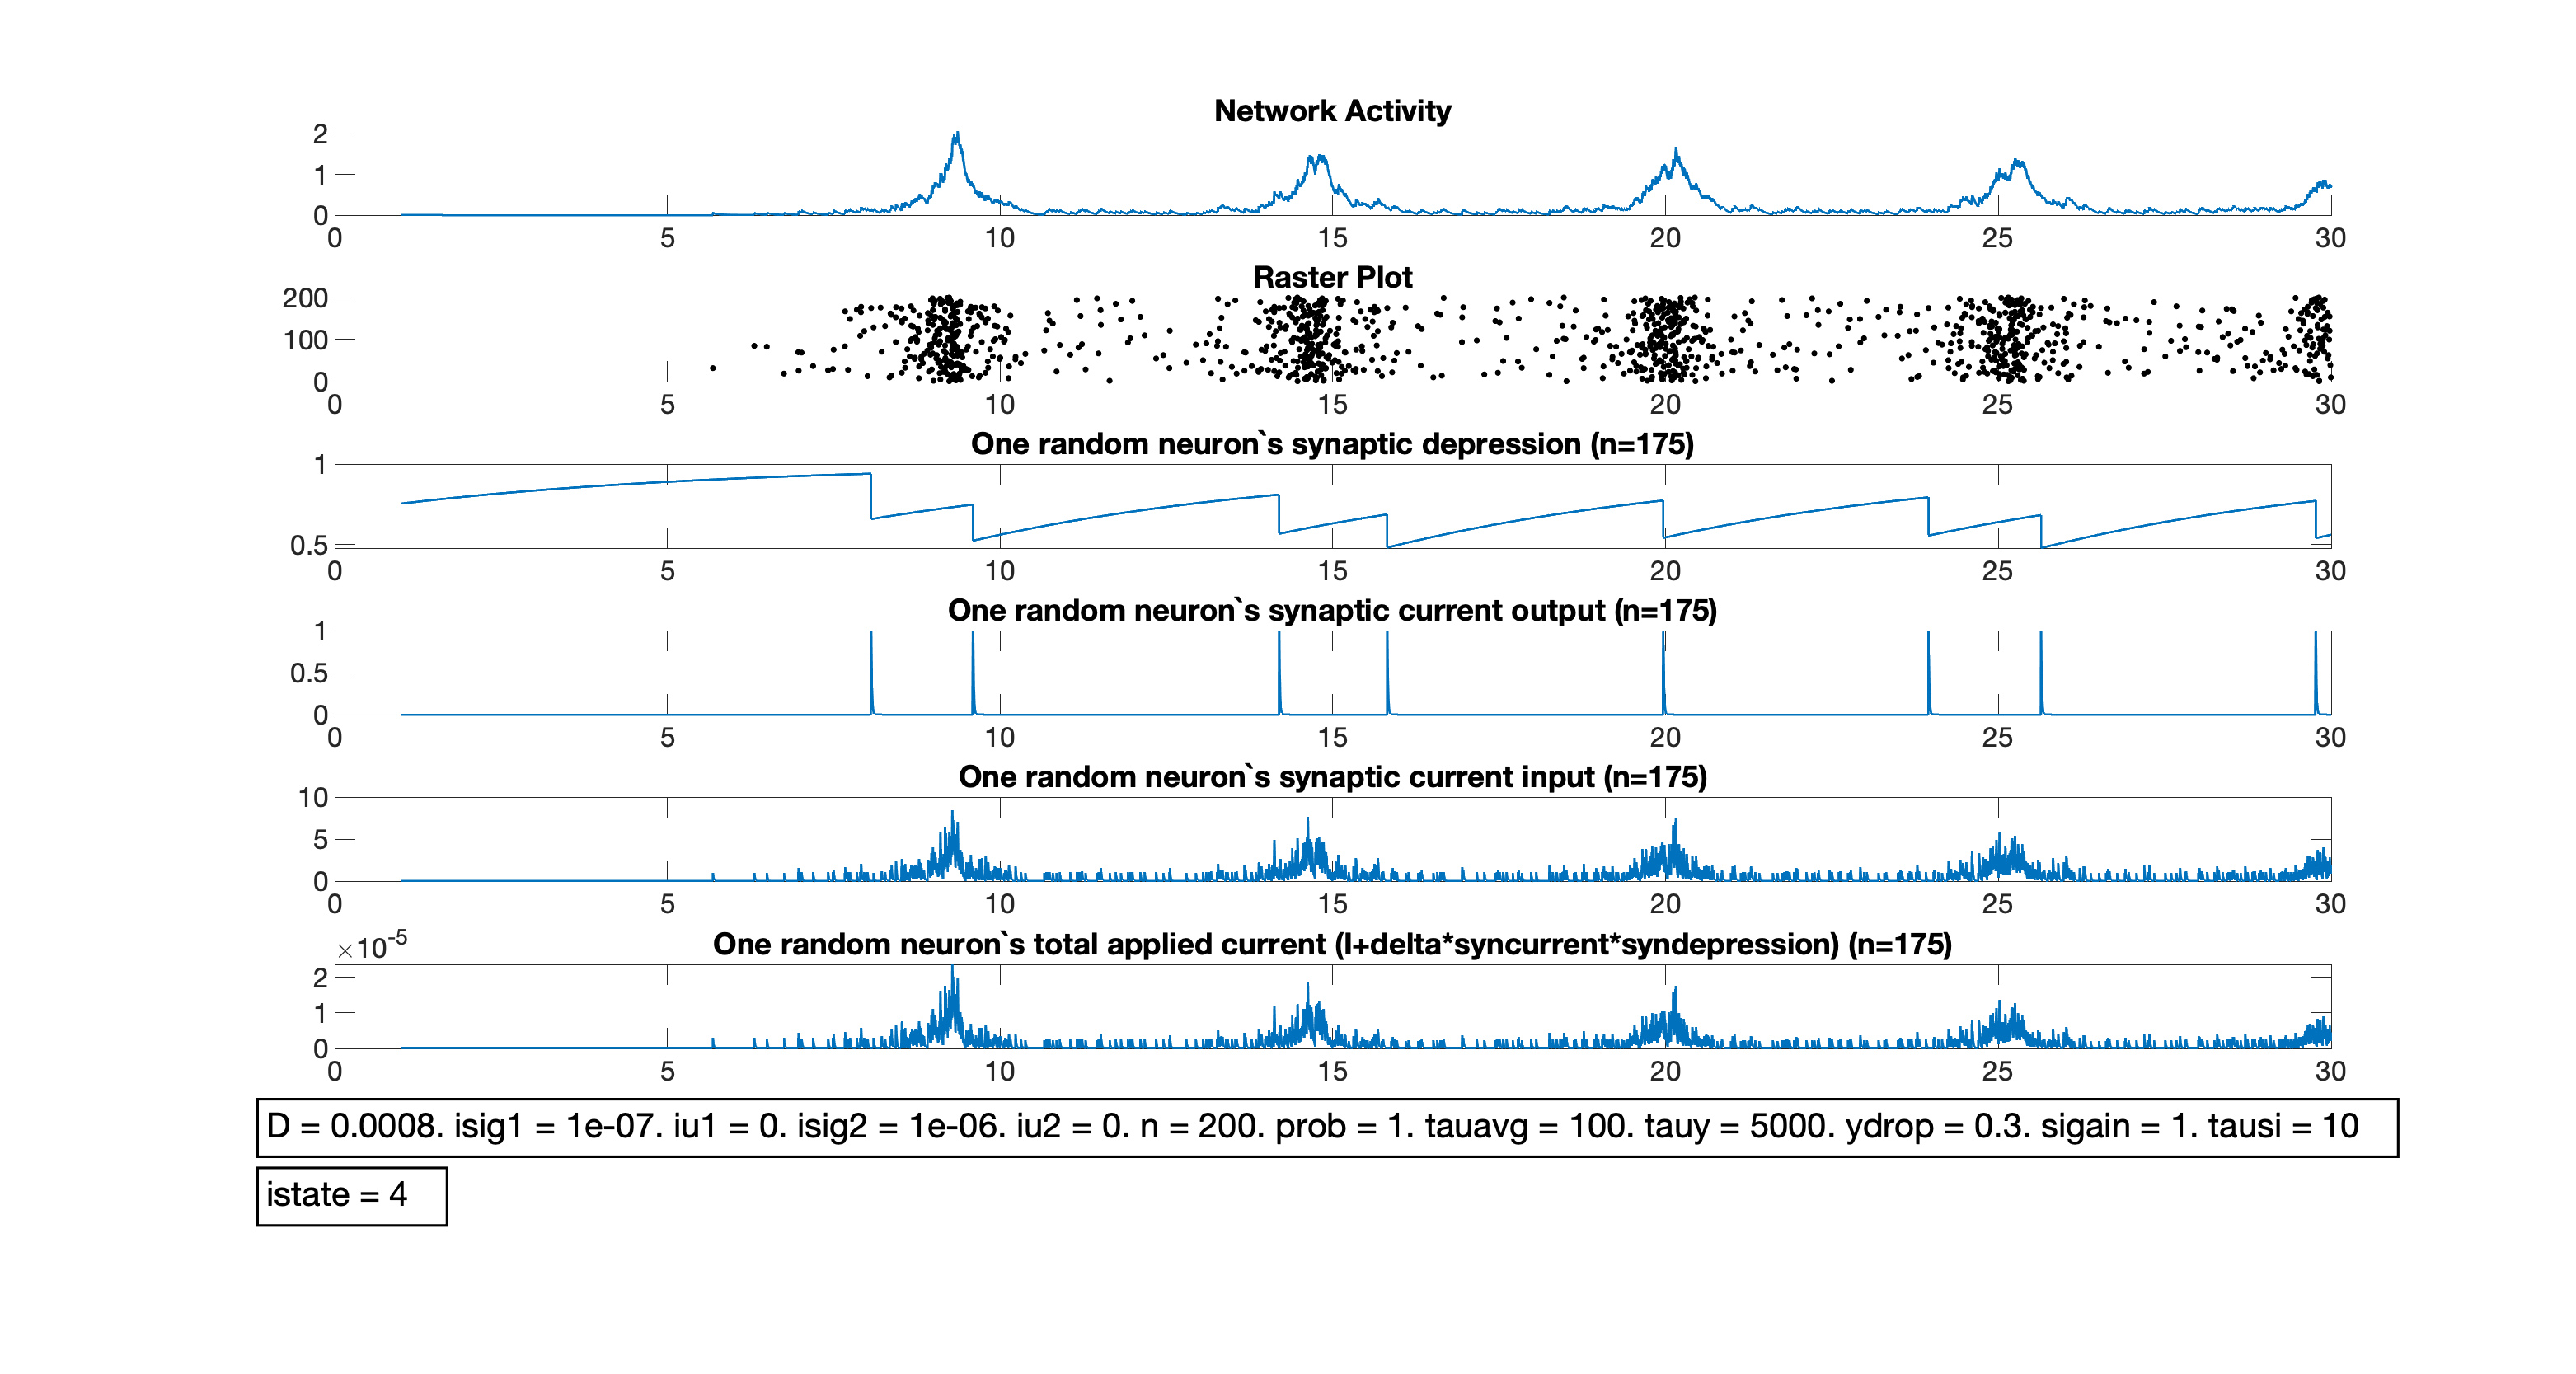 Network Activity
2
1
0
0 5 10 15 20 25 30
Raster Plot
200
100
0
0 5 10 15 20 25 30
One random neuron`s synaptic depression (n=175)
1
0.5
0 5 10 15 20 25 30
One random neuron`s synaptic current output (n=175)
1
0.5
0
0 5 10 15 20 25 30
One random neuron`s synaptic current input (n=175)
10
5
0
0 5 10 15 20 25 30
×10-5
One random neuron`s total applied current (I+delta*syncurrent*syndepression) (n=175)
2
1
0
0 5 10 15 20 25 30
D = 0.0008. isig1 = 1e-07. iu1 = 0. isig2 = 1e-06. iu2 = 0. n = 200. prob = 1. tauavg = 100. tauy = 5000. ydrop = 0.3. sigain = 1. tausi = 10
istate = 4